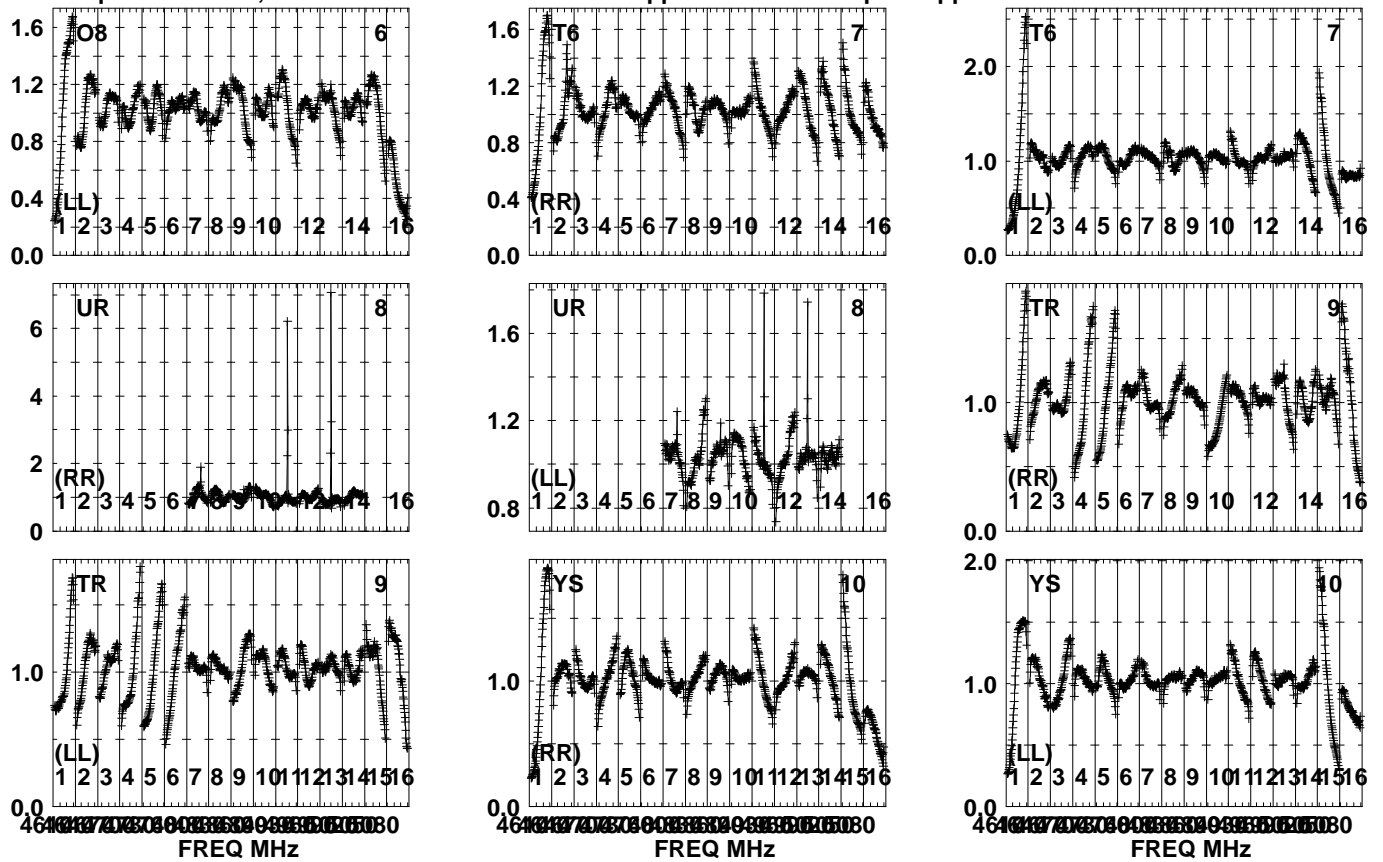 1.6 O8 6
1.2
0.8
0.4 (LL)
1 2 3 4 5 6 7 8 9 10 12 14 16
0.0
1.6 T6 7
1.2
0.8
0.4 (RR)
1 2 3 4 5 6 7 8 9 10 12 14 16
0.0
T6 7
2.0
1.0
(LL)
1 2 3 4 5 6 7 8 9 10 12 14 16
0.0
UR 8
6
4
2
(RR)
1 2 3 4 5 6 7 8 9 10 12 14 16
0
UR 8
1.6
1.2
(LL)
0.8 1 2 3 4 5 6 7 8 9 10 12 14 16
TR 9
1.0
(RR)
1 2 3 4 5 6 7 8 9 10 12 14 16
0.0
TR 9
1.0
(LL)
1 2 3 4 5 6 7 8 9 10 11 12 13 14 15 16
0.0
FREQ MHz
YS 10
1.0
(RR)
1 2 3 4 5 6 7 8 9 10 11 12 13 14 15 16
0.0
FREQ MHz
2.0 YS 10
1.0
(LL)
1 2 3 4 5 6 7 8 9 10 11 12 13 14 15 16
0.0
FREQ MHz